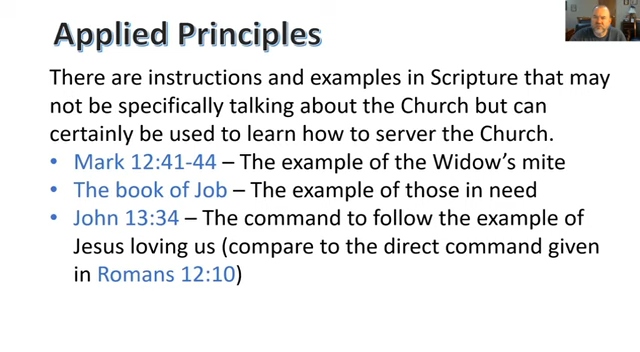 Applied Principles
There are instructions and examples in Scripture that may
not be specifically talking about the Church but can
certainly be used to learn how to server the Church.
• Mark 12:41-44 – The example of the Widow's mite
• The book of Job – The example of those in need
• John 13:34 – The command to follow the example of
Jesus loving us (compare to the direct command given
in Romans 12:10)